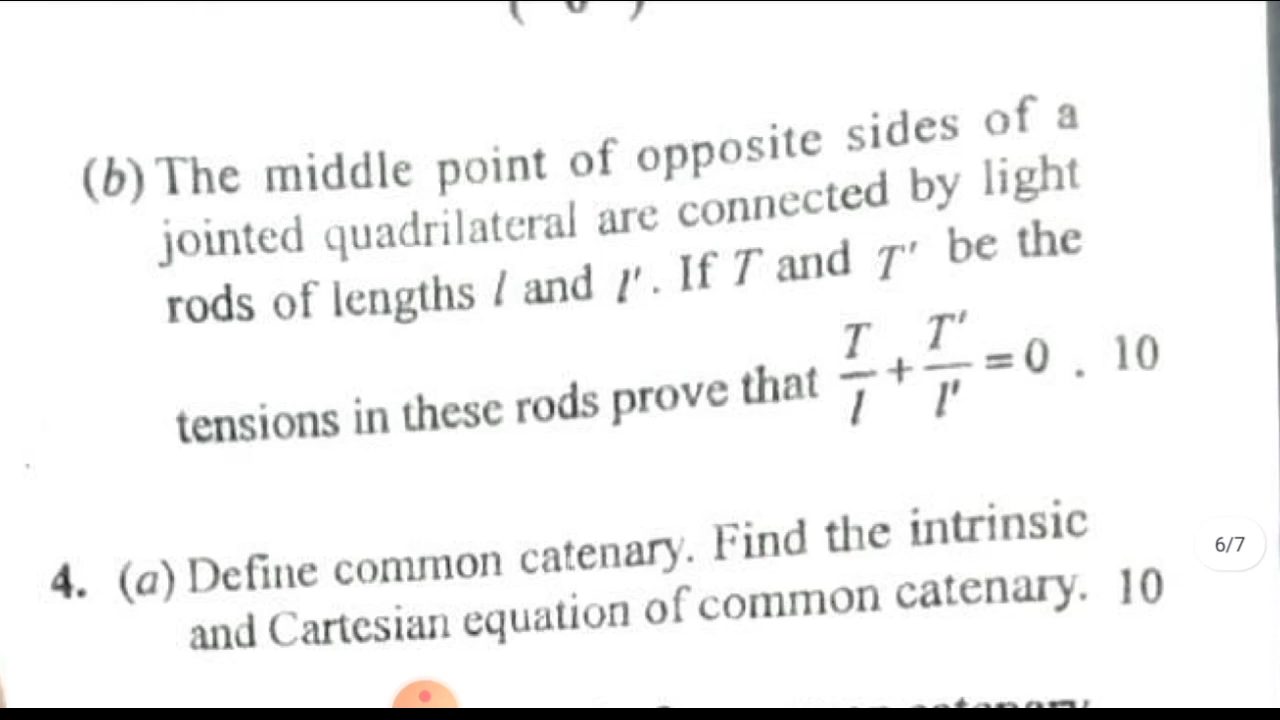 (b) The middle point of opposite sides of a
jointed quadrilateral are connected by light
rods of lengths l and l'. If T and T' be the
tensions in these rods prove that T/l + T'/l' = 0 . 10
4. (a) Define common catenary. Find the intrinsic
and Cartesian equation of common catenary. 10
6/7